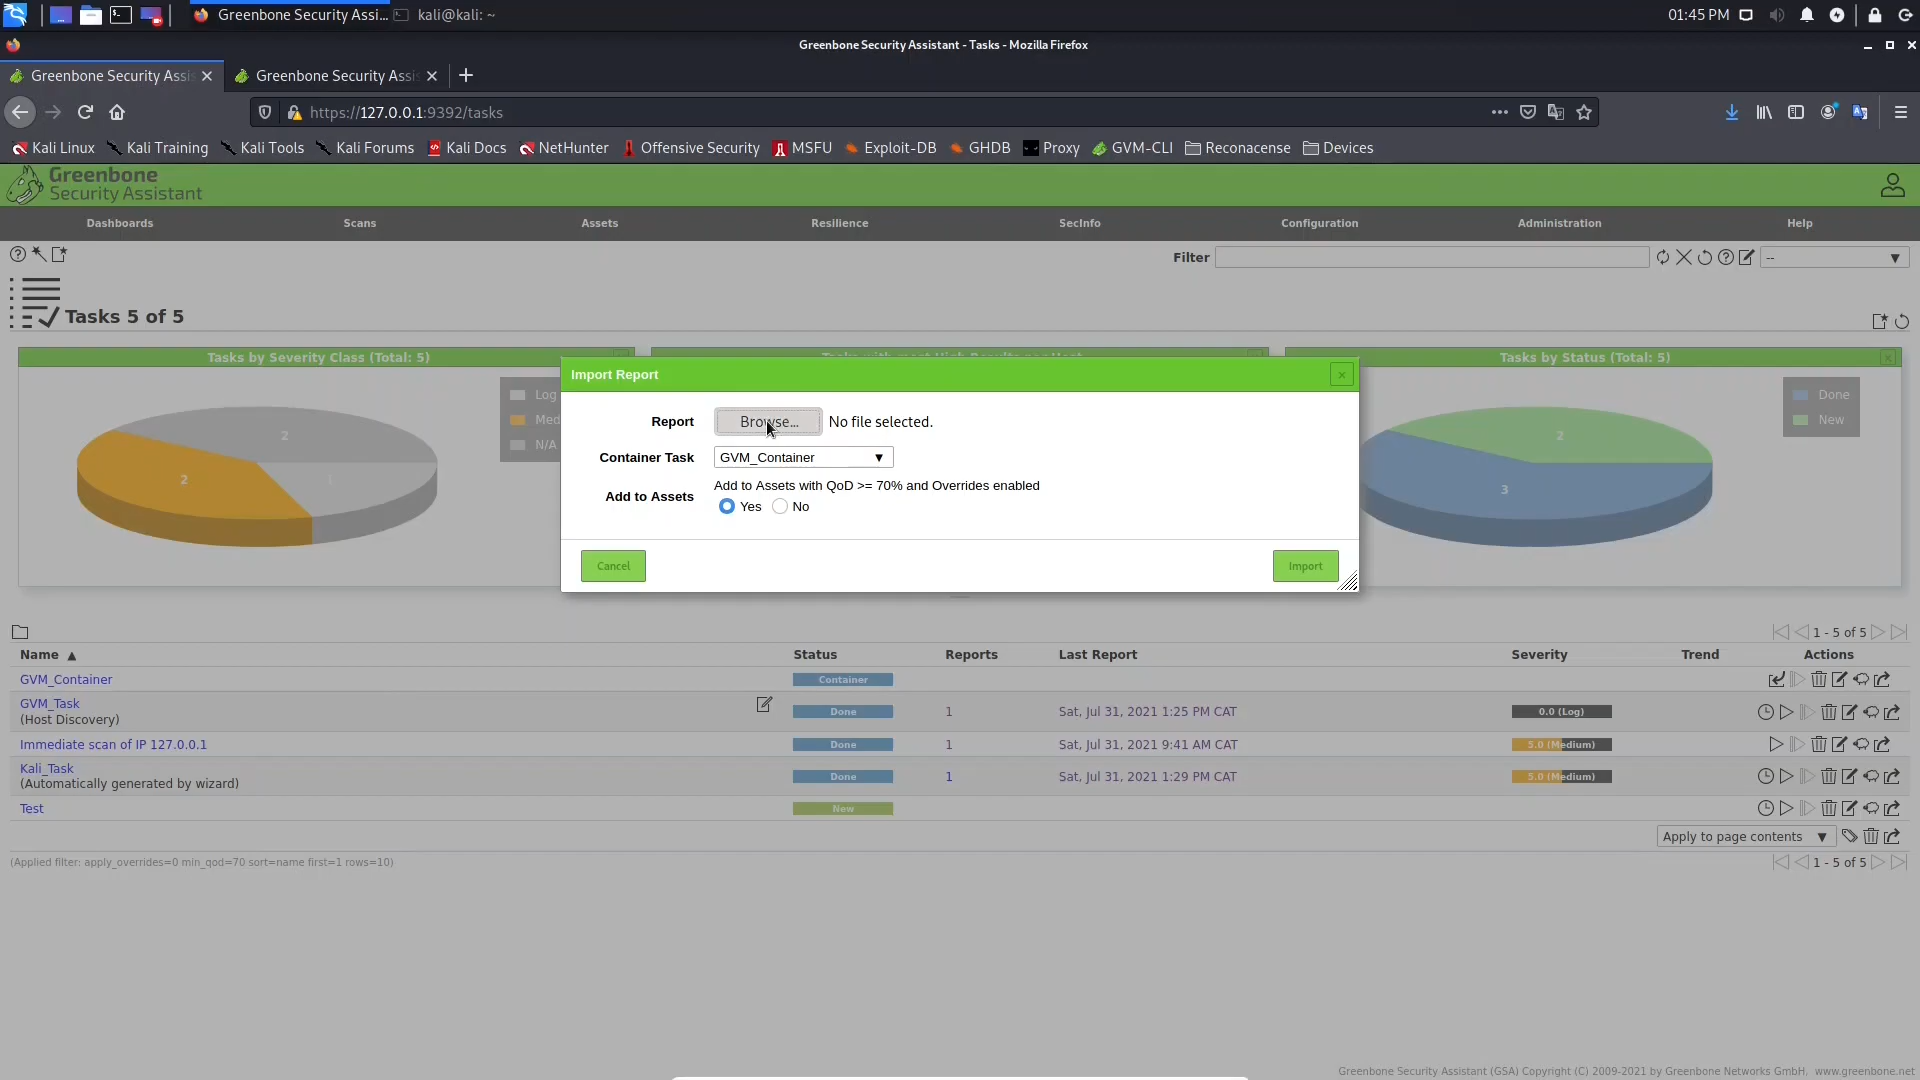 Greenbone Security Assi...
kali@kali: ~
01:45 PM
Greenbone Security Assistant - Tasks - Mozilla Firefox
Greenbone Security Assis
Greenbone Security Assis
https://127.0.0.1:9392/tasks
Kali Linux
Kali Training
Kali Tools
Kali Forums
Kali Docs
NetHunter
Offensive Security
MSFU
Exploit-DB
GHDB
Proxy
GVM-CLI
Reconacense
Devices
Greenbone
Security Assistant
Dashboards
Scans
Assets
Resilience
SecInfo
Configuration
Administration
Help
Filter
--
Tasks 5 of 5
Tasks by Severity Class (Total: 5)
Tasks by Status (Total: 5)
2
2
1
Log
Med
N/A
2
3
Done
New
Import Report
Report
Browse...
No file selected.
Container Task
GVM_Container
Add to Assets
Add to Assets with QoD >= 70% and Overrides enabled
Yes
No
Cancel
Import
1 - 5 of 5
Name
Status
Reports
Last Report
Severity
Trend
Actions
GVM_Container
Container
GVM_Task
(Host Discovery)
Done
1
Sat, Jul 31, 2021 1:25 PM CAT
0.0 (Log)
Immediate scan of IP 127.0.0.1
Done
1
Sat, Jul 31, 2021 9:41 AM CAT
5.0 (Medium)
Kali_Task
(Automatically generated by wizard)
Done
1
Sat, Jul 31, 2021 1:29 PM CAT
5.0 (Medium)
Test
New
Apply to page contents
(Applied filter: apply_overrides=0 min_qod=70 sort=name first=1 rows=10)
1 - 5 of 5
Greenbone Security Assistant (GSA) Copyright (C) 2009-2021 by Greenbone Networks GmbH, www.greenbone.net